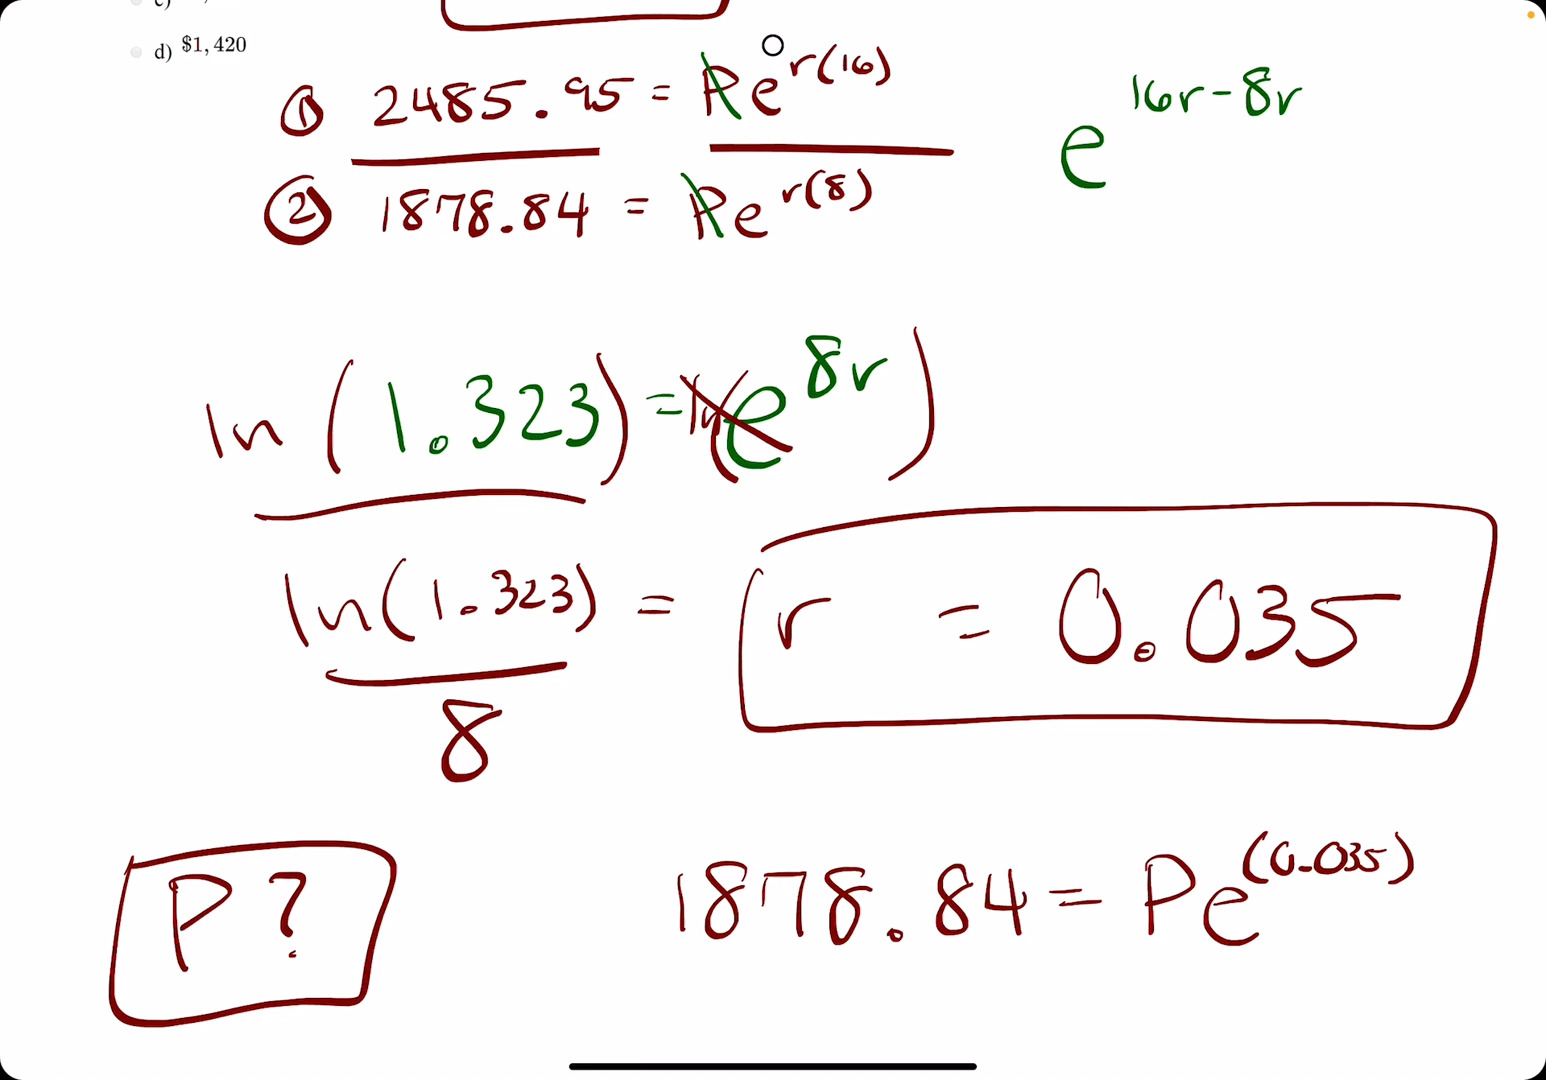 d) $1,420
① 2485.95 = Pe^r(16)
② 1878.84 = Pe^r(8)
e^16r-8r
ln(1.323) = ln(e^8r)
ln(1.323)/8 = r = 0.035
P?
1878.84 = Pe^(0.035)